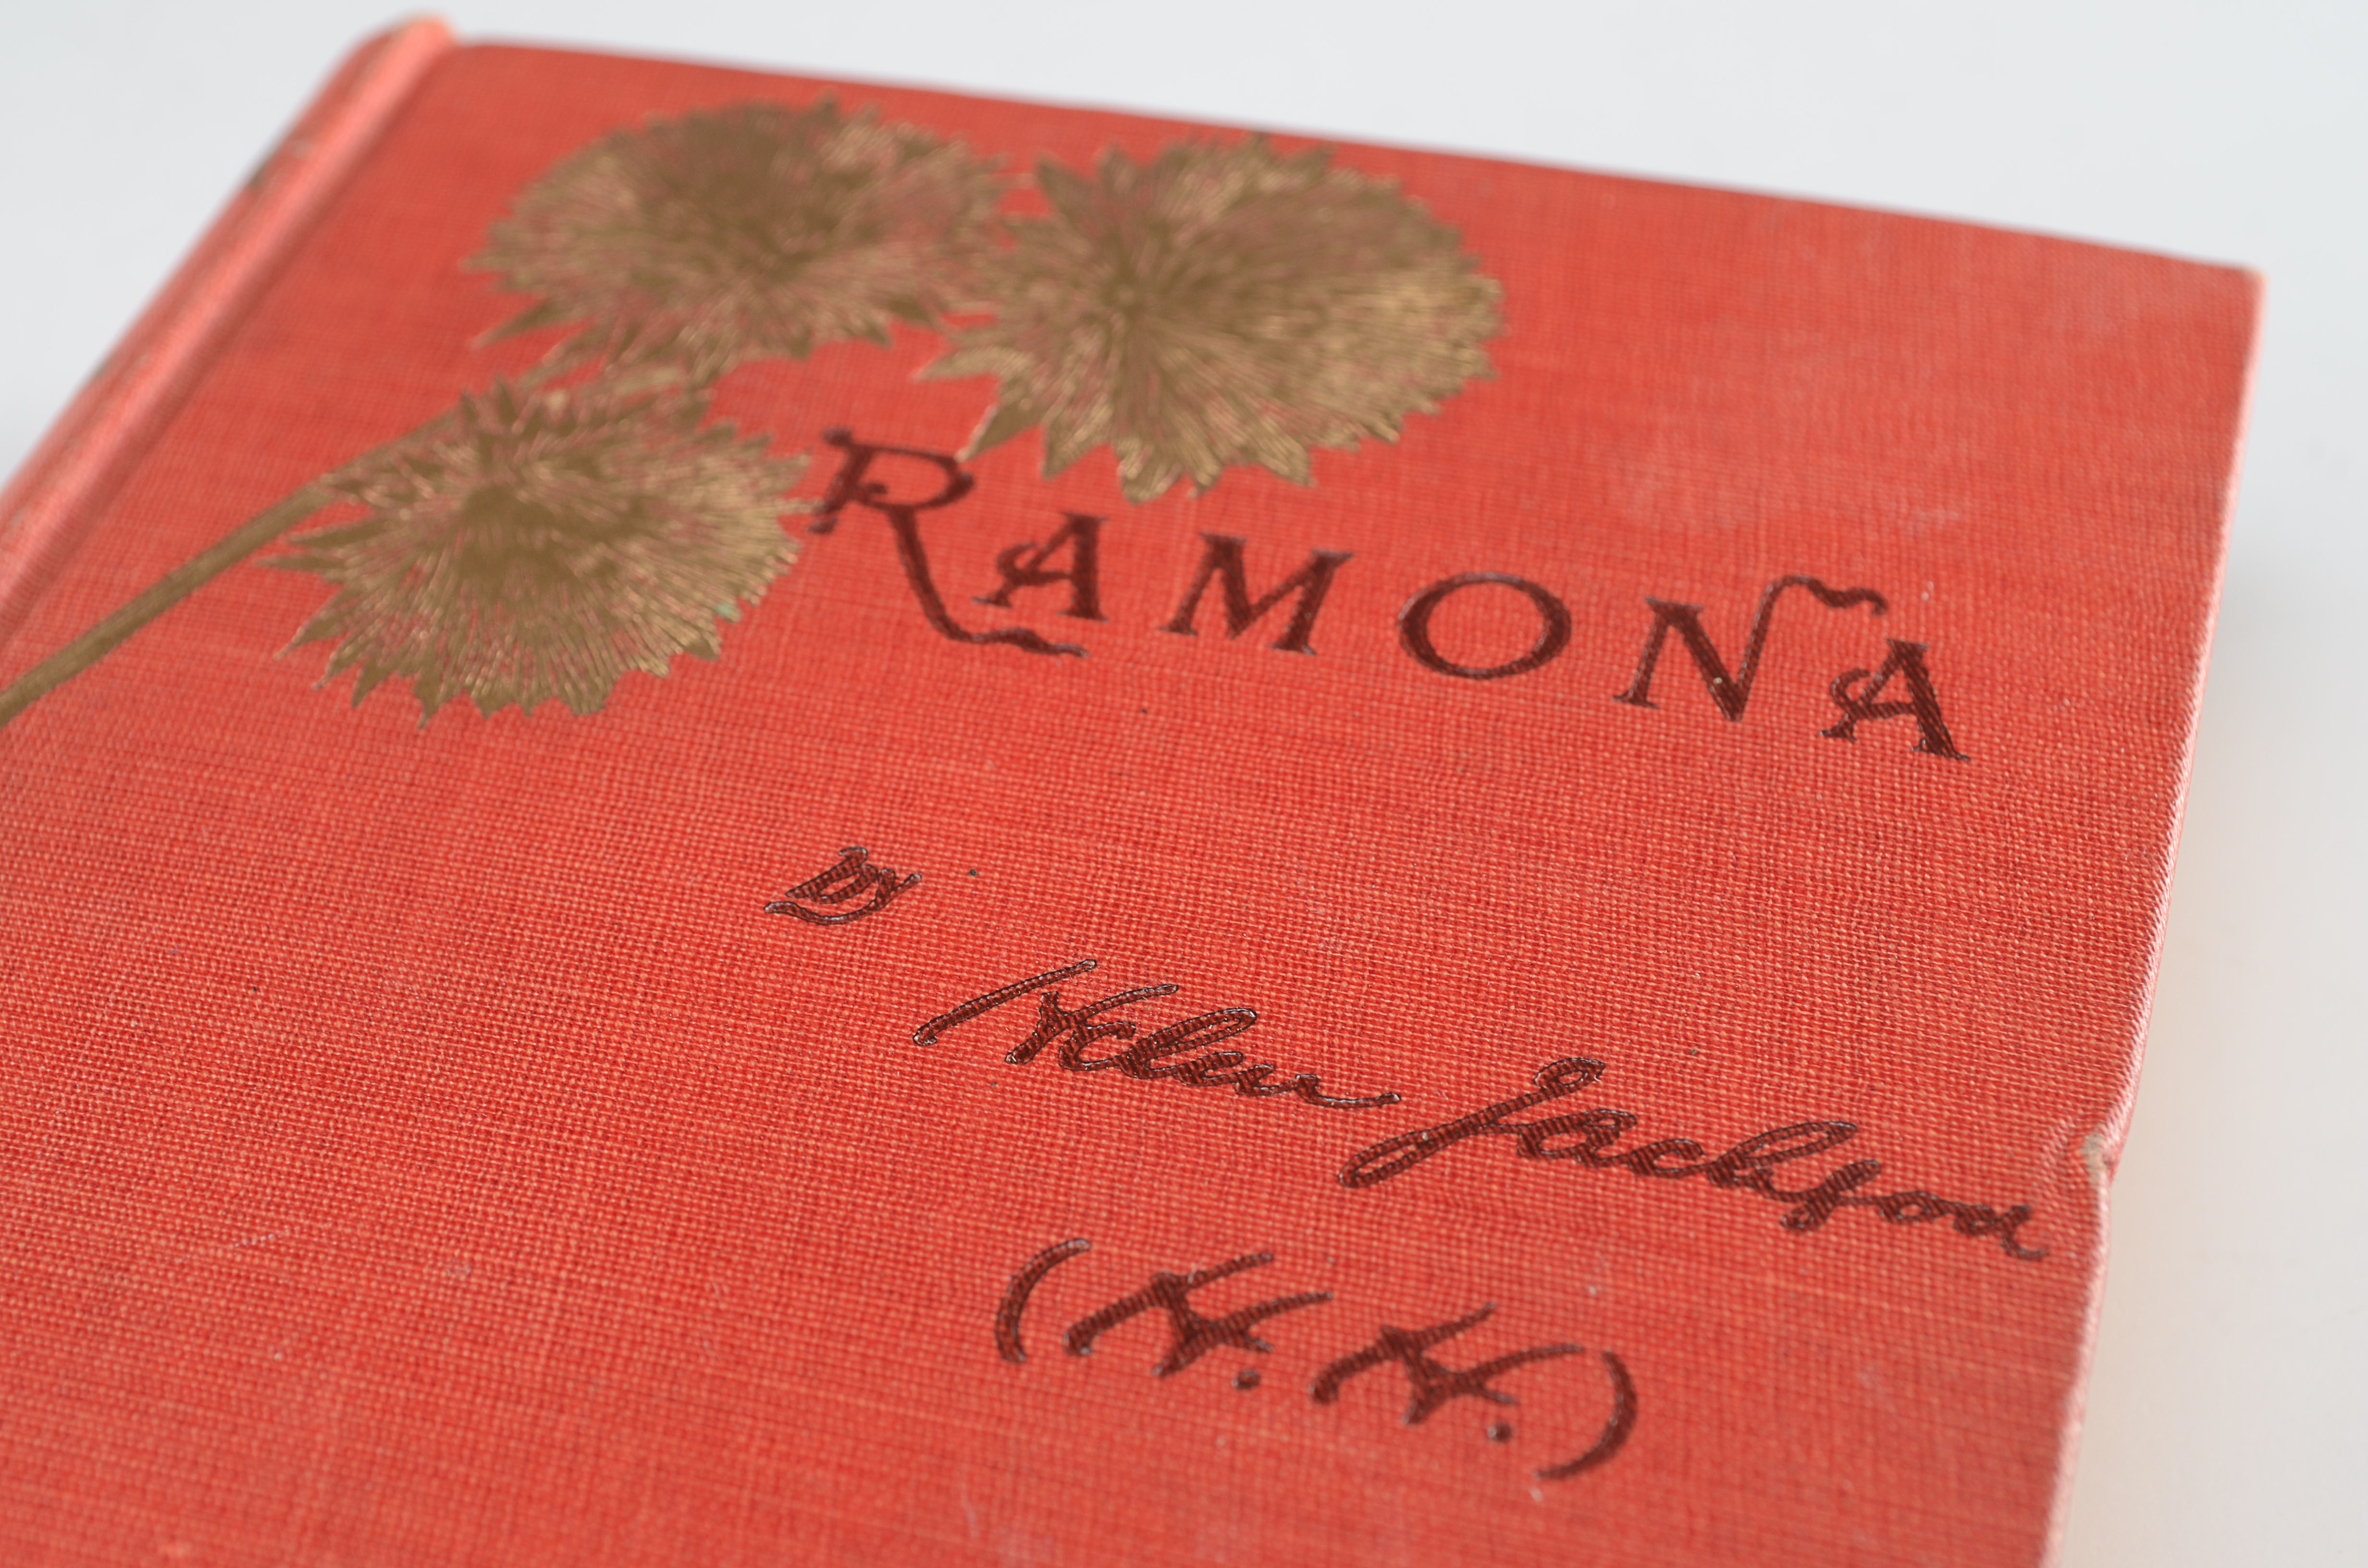 RAMONA
by
Helen Jackson
(H. H.)